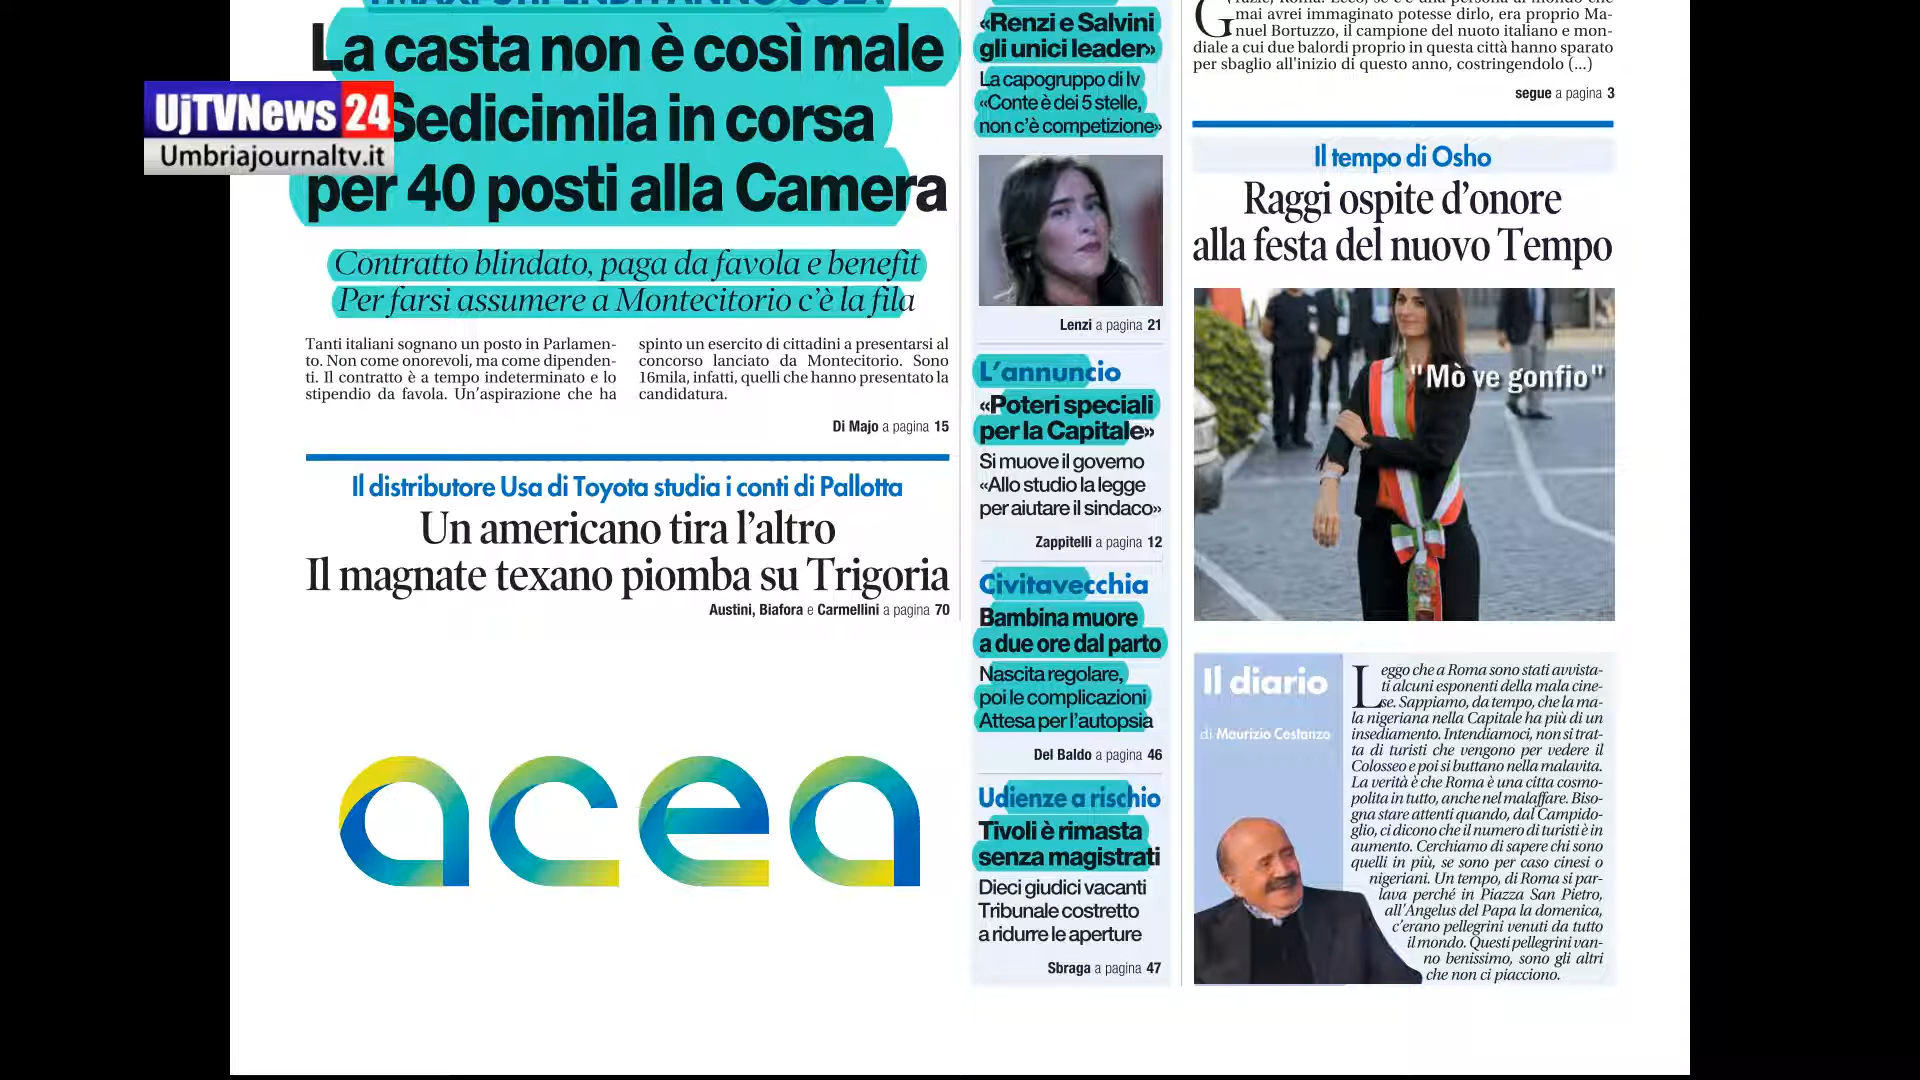 La casta non è così male
Sedicimila in corsa
per 40 posti alla Camera
UjTVNews 24
Umbriajournaltv.it
Contratto blindato, paga da favola e benefit
Per farsi assumere a Montecitorio c'è la fila
Tanti italiani sognano un posto in Parlamen-
to. Non come onorevoli, ma come dipenden-
ti. Il contratto è a tempo indeterminato e lo
stipendio da favola. Un'aspirazione che ha
spinto un esercito di cittadini a presentarsi al
concorso lanciato da Montecitorio. Sono
16mila, infatti, quelli che hanno presentato la
candidatura.
Di Majo a pagina 15
Il distributore Usa di Toyota studia i conti di Pallotta
Un americano tira l'altro
Il magnate texano piomba su Trigoria
Austini, Biafora e Carmellini a pagina 70
acea
«Renzi e Salvini
gli unici leader»
La capogruppo di Iv
«Conte è dei 5 stelle,
non c'è competizione»
Lenzi a pagina 21
L'annuncio
«Poteri speciali
per la Capitale»
Si muove il governo
«Allo studio la legge
per aiutare il sindaco»
Zappitelli a pagina 12
Civitavecchia
Bambina muore
a due ore dal parto
Nascita regolare,
poi le complicazioni
Attesa per l'autopsia
Del Baldo a pagina 46
Udienze a rischio
Tivoli è rimasta
senza magistrati
Dieci giudici vacanti
Tribunale costretto
a ridurre le aperture
Sbraga a pagina 47
mai avrei immaginato potesse dirlo, era proprio Ma-
nuel Bortuzzo, il campione del nuoto italiano e mon-
diale a cui due balordi proprio in questa città hanno sparato
per sbaglio all'inizio di questo anno, costringendolo (...)
segue a pagina 3
Il tempo di Osho
Raggi ospite d'onore
alla festa del nuovo Tempo
"Mò ve gonfio"
Il diario
di Maurizio Costanzo
Leggo che a Roma sono stati avvista-
ti alcuni esponenti della mala cine-
se. Sappiamo, da tempo, che la ma-
la nigeriana nella Capitale ha più di un
insediamento. Intendiamoci, non si trat-
ta di turisti che vengono per vedere il
Colosseo e poi si buttano nella malavita.
La verità è che Roma è una citta cosmo-
polita in tutto, anche nel malaffare. Biso-
gna stare attenti quando, dal Campido-
glio, ci dicono che il numero di turisti è in
aumento. Cerchiamo di sapere chi sono
quelli in più, se sono per caso cinesi o
nigeriani. Un tempo, di Roma si par-
lava perché in Piazza San Pietro,
all'Angelus del Papa la domenica,
c'erano pellegrini venuti da tutto
il mondo. Questi pellegrini van-
no benissimo, sono gli altri
che non ci piacciono.